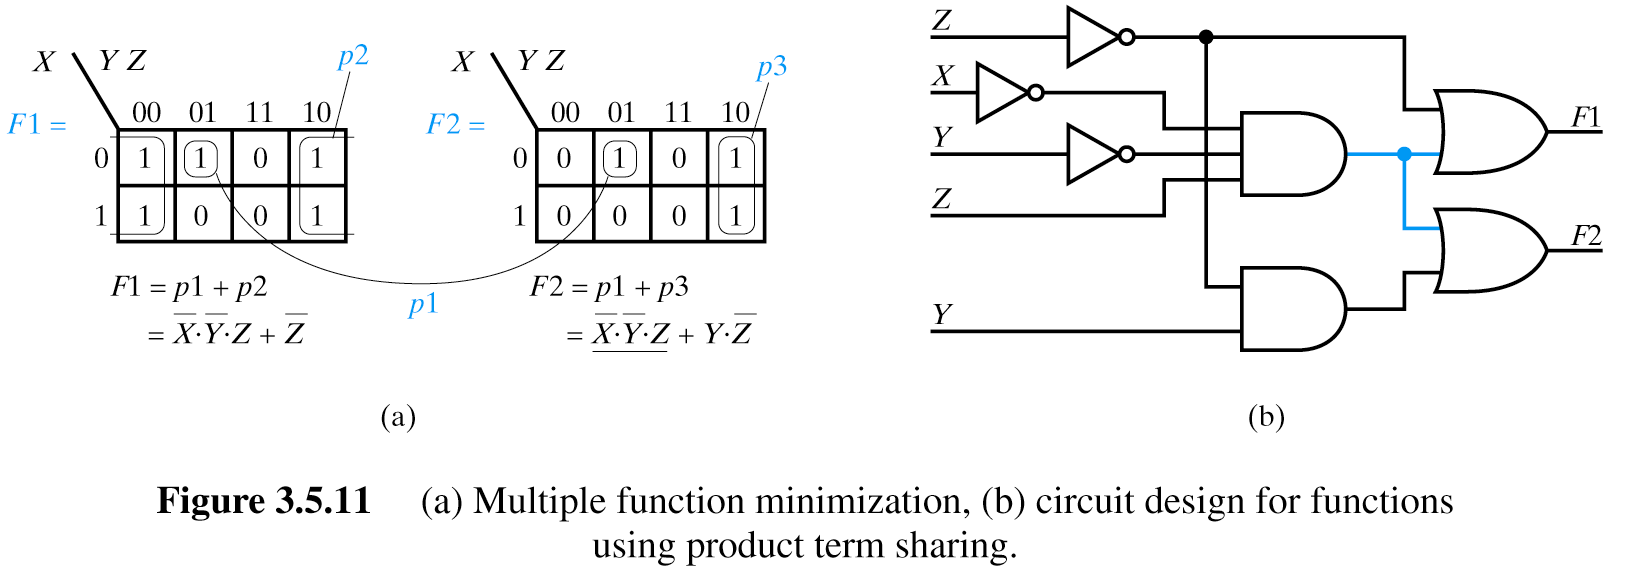 X Y Z p2
00 01 11 10
F1 =
0 1 1 0 1
1 1 0 0 1
F1 = p1 + p2
= X̅·Y̅·Z + Z̅
X Y Z p3
00 01 11 10
F2 =
0 0 1 0 1
1 0 0 0 1
p1
F2 = p1 + p3
= X̅·Y̅·Z + Y·Z̅
(a)
Z
X
Y
Z
Y
F1
F2
(b)
Figure 3.5.11 (a) Multiple function minimization, (b) circuit design for functions
using product term sharing.